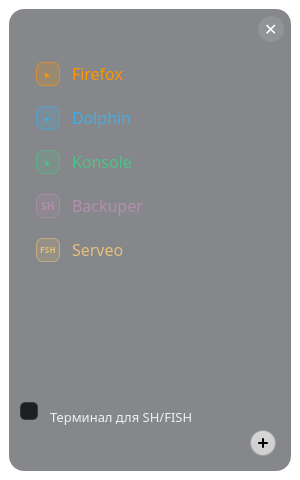 Firefox
Dolphin
Konsole
SH Backuper
FSH Serveo
Терминал для SH/FISH